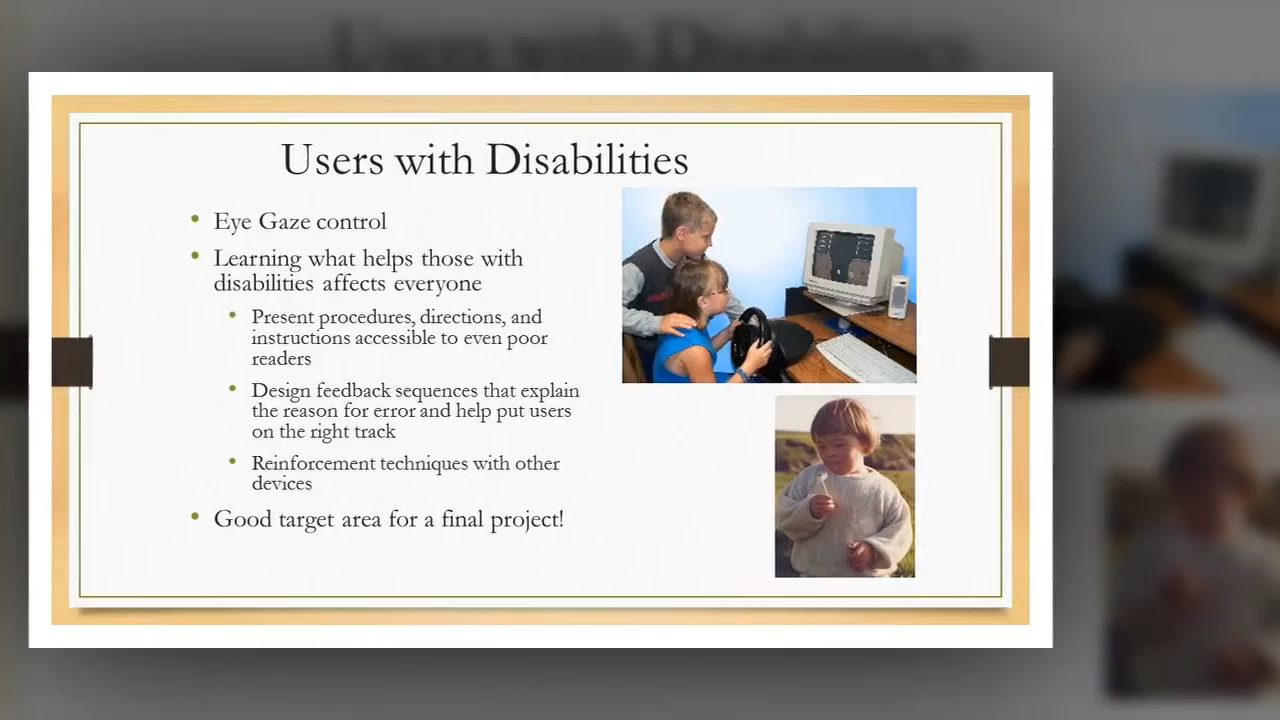 Users with Disabilities
Eye Gaze control
Learning what helps those with
disabilities affects everyone
Present procedures, directions, and
instructions accessible to even poor
readers
Design feedback sequences that explain
the reason for error and help put users
on the right track
Reinforcement techniques with other
devices
Good target area for a final project!